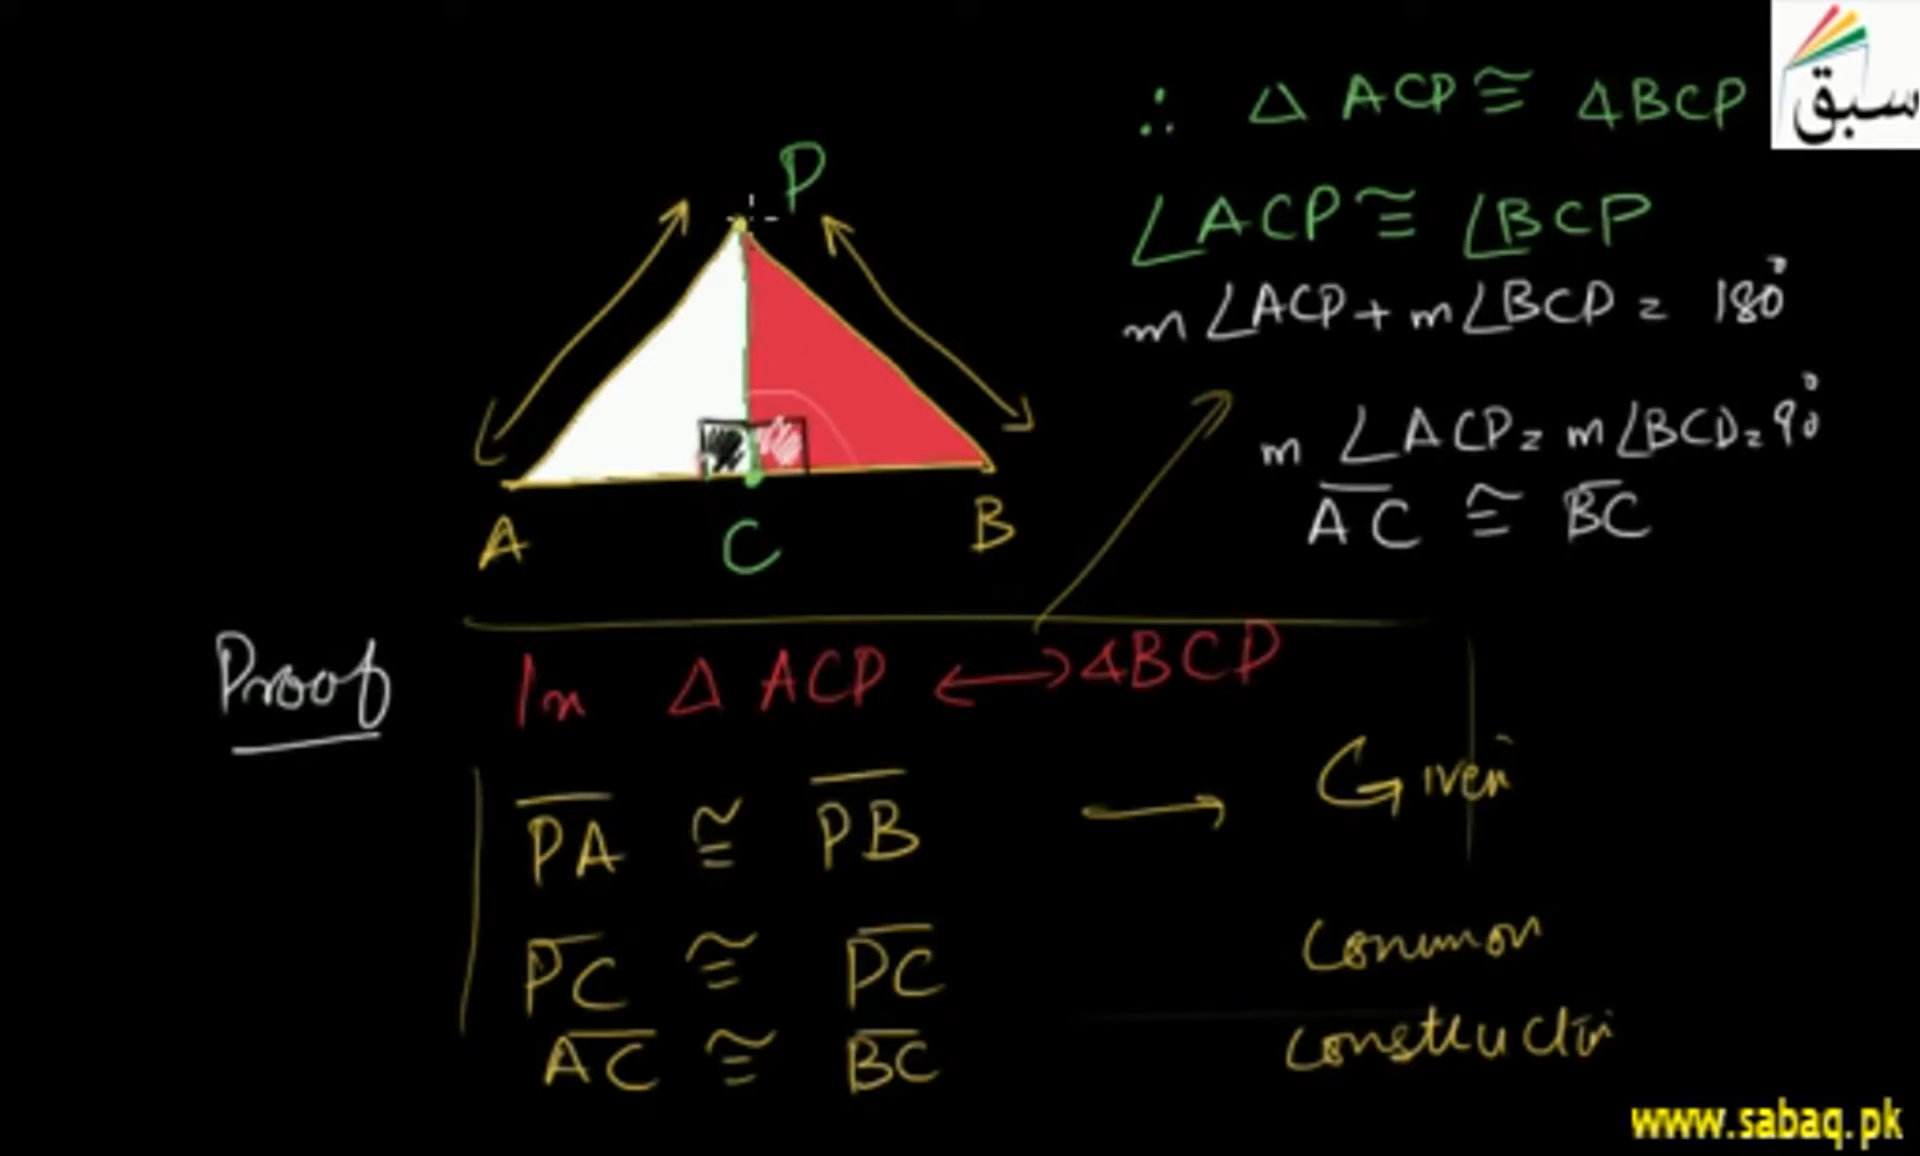 سبق
∴ △ ACP ≅ △BCP
P
∠ACP ≅ ∠BCP
m∠ACP + m∠BCP = 180°
m ∠ACP = m∠BCD = 90°
AC ≅ BC
A C B
Proof
In △ ACP ⟷ △BCP
PA ≅ PB → Given
PC ≅ PC Common
AC ≅ BC
www.sabaq.pk